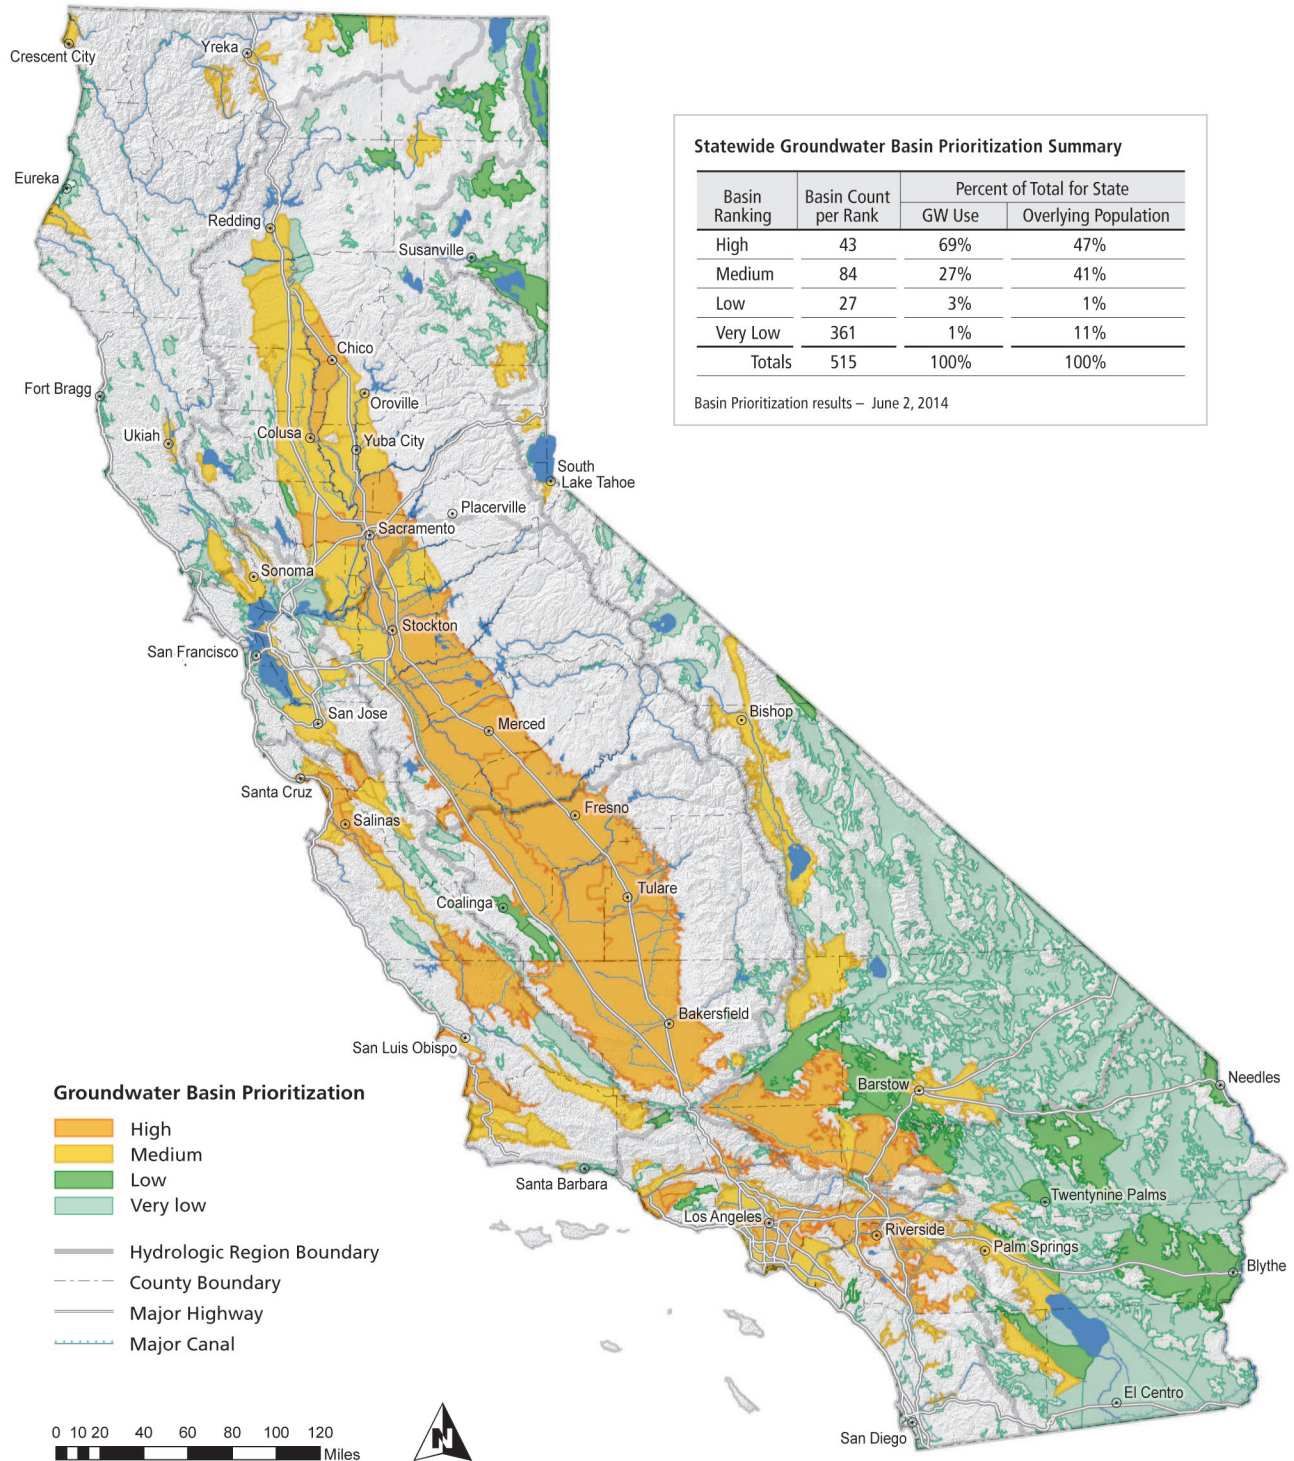 Crescent City
Yreka
Eureka
Redding
Susanville
Chico
Fort Bragg
Oroville
Ukiah
Colusa
Yuba City
South
Lake Tahoe
Placerville
Sacramento
Sonoma
Stockton
San Francisco
San Jose
Bishop
Merced
Santa Cruz
Fresno
Salinas
Tulare
Coalinga
Bakersfield
San Luis Obispo
Barstow
Needles
Santa Barbara
Twentynine Palms
Los Angeles
Riverside
Palm Springs
Blythe
El Centro
San Diego
Statewide Groundwater Basin Prioritization Summary
Basin Ranking Basin Count per Rank Percent of Total for State
GW Use Overlying Population
High 43 69% 47%
Medium 84 27% 41%
Low 27 3% 1%
Very Low 361 1% 11%
Totals 515 100% 100%
Basin Prioritization results – June 2, 2014
Groundwater Basin Prioritization
High
Medium
Low
Very low
Hydrologic Region Boundary
County Boundary
Major Highway
Major Canal
0 10 20 40 60 80 100 120
Miles
N